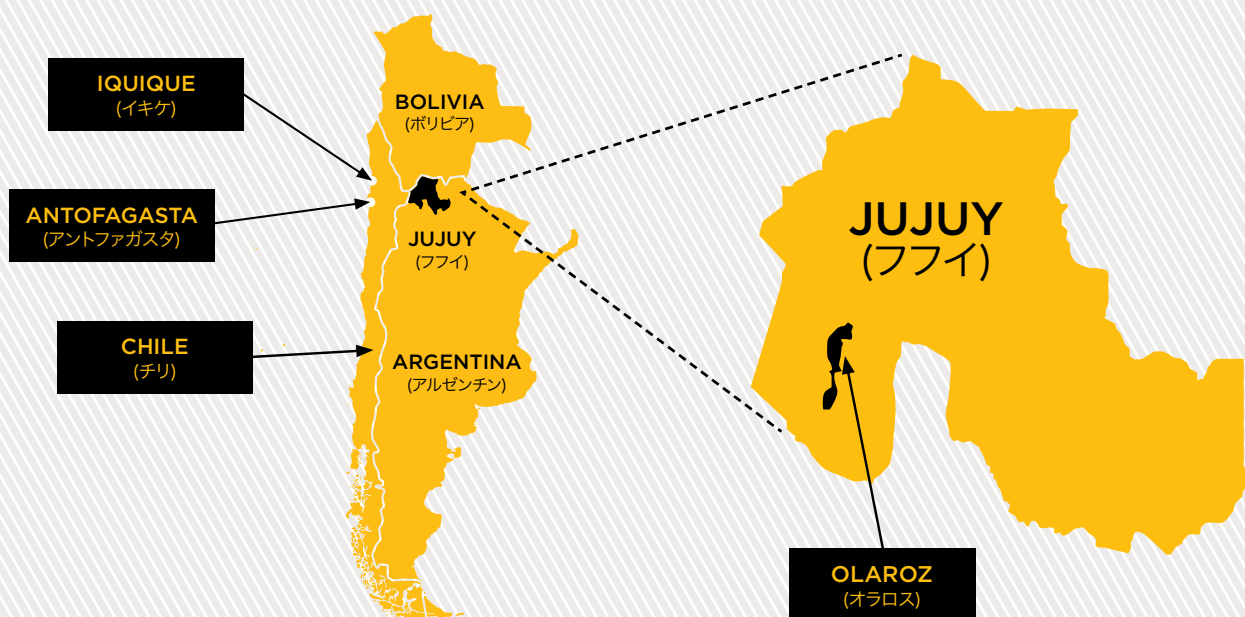 IQUIQUE
(イキケ)
BOLIVIA
(ボリビア)
ANTOFAGASTA
(アントファガスタ)
JUJUY
(フフイ)
JUJUY
(フフイ)
CHILE
(チリ)
ARGENTINA
(アルゼンチン)
OLAROZ
(オラロス)